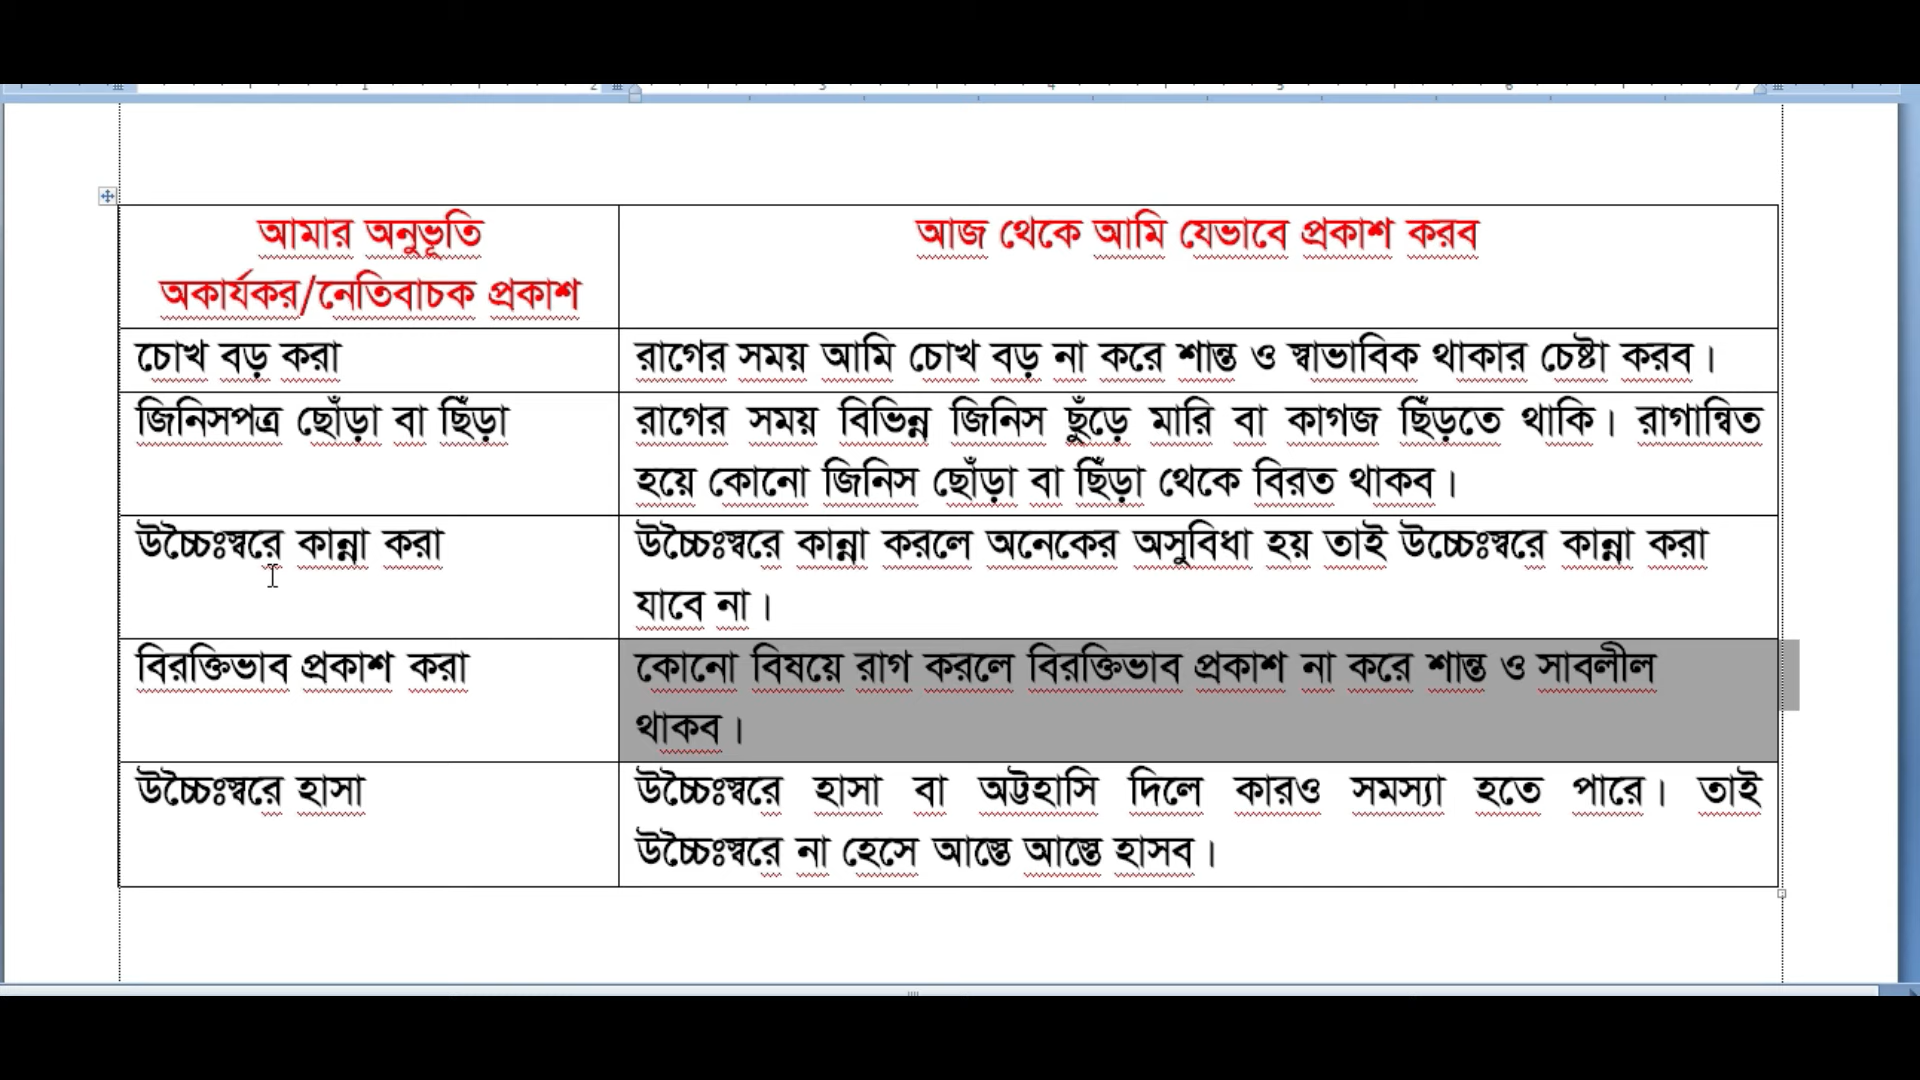 আমার অনুভূতি
অকার্যকর/নেতিবাচক প্রকাশ
আজ থেকে আমি যেভাবে প্রকাশ করব
চোখ বড় করা
রাগের সময় আমি চোখ বড় না করে শান্ত ও স্বাভাবিক থাকার চেষ্টা করব।
জিনিসপত্র ছোঁড়া বা ছিঁড়া
রাগের সময় বিভিন্ন জিনিস ছুঁড়ে মারি বা কাগজ ছিঁড়তে থাকি। রাগান্বিত
হয়ে কোনো জিনিস ছোঁড়া বা ছিঁড়া থেকে বিরত থাকব।
উচ্চৈঃস্বরে কান্না করা
উচ্চৈঃস্বরে কান্না করলে অনেকের অসুবিধা হয় তাই উচ্চেঃস্বরে কান্না করা
যাবে না।
বিরক্তিভাব প্রকাশ করা
কোনো বিষয়ে রাগ করলে বিরক্তিভাব প্রকাশ না করে শান্ত ও সাবলীল
থাকব।
উচ্চৈঃস্বরে হাসা
উচ্চৈঃস্বরে হাসা বা অট্টহাসি দিলে কারও সমস্যা হতে পারে। তাই
উচ্চৈঃস্বরে না হেসে আস্তে আস্তে হাসব।